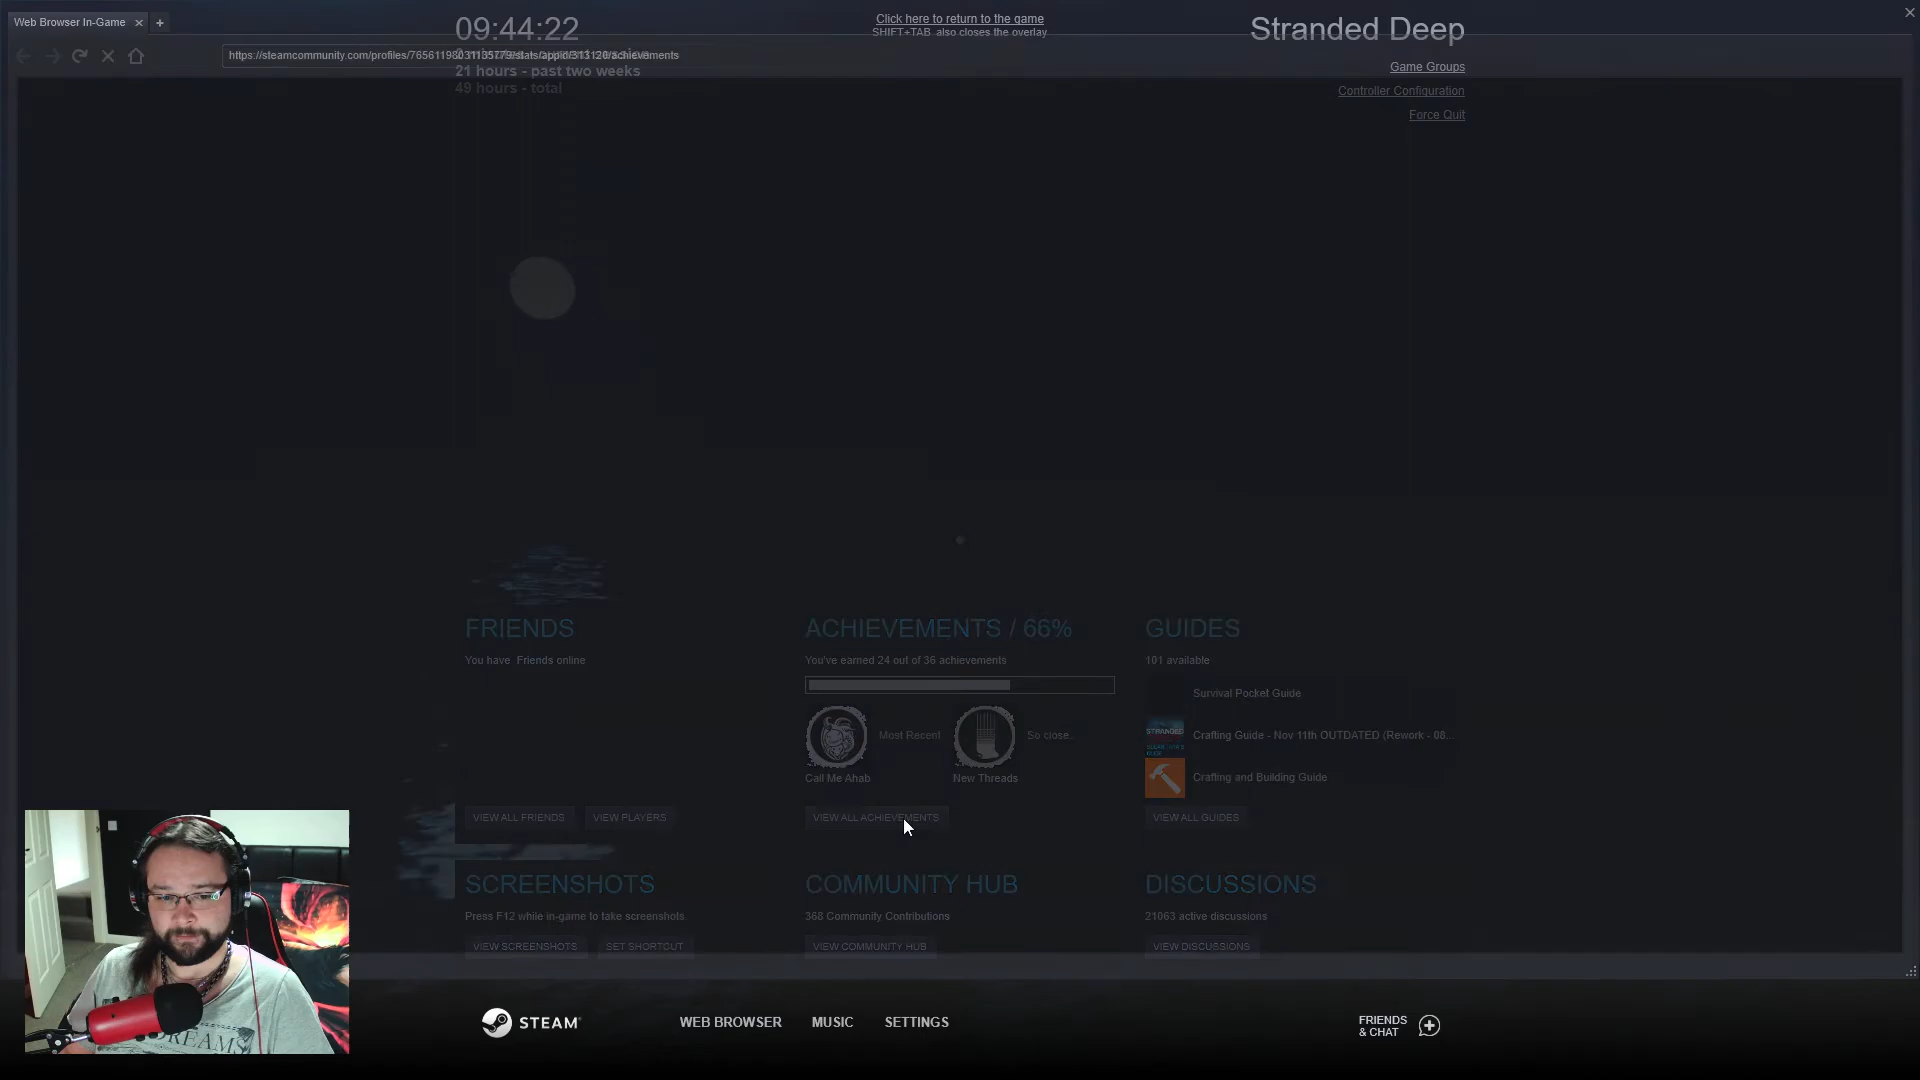 Web Browser In-Game
09:44:22
Click here to return to the game
SHIFT+TAB also closes the overlay
Stranded Deep
21 hours - past two weeks
49 hours - total
Game Groups
Controller Configuration
Force Quit
FRIENDS
You have Friends online
VIEW ALL FRIENDS
VIEW PLAYERS
ACHIEVEMENTS / 66%
You've earned 24 out of 36 achievements
Most Recent
So close..
Call Me Ahab
New Threads
VIEW ALL ACHIEVEMENTS
GUIDES
101 available
Survival Pocket Guide
STRANDED
Crafting Guide - Nov 11th OUTDATED (Rework - 08...
Crafting and Building Guide
VIEW ALL GUIDES
SCREENSHOTS
Press F12 while in-game to take screenshots
VIEW SCREENSHOTS
SET SHORTCUT
COMMUNITY HUB
368 Community Contributions
VIEW COMMUNITY HUB
DISCUSSIONS
21063 active discussions
VIEW DISCUSSIONS
STEAM
WEB BROWSER
MUSIC
SETTINGS
FRIENDS
& CHAT